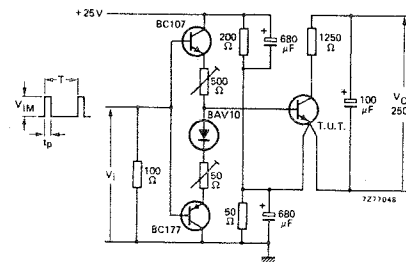 +25V
BC107
200
Ω
+
680
μF
1250
Ω
500
Ω
BAV10
T.U.T.
+
100
μF
V_C
250
T
V_IM
t_p
V_i
100
Ω
50
Ω
50
Ω
+
680
μF
BC177
7Z77048